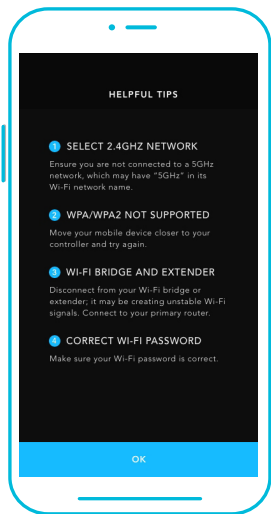 HELPFUL TIPS
1 SELECT 2.4GHZ NETWORK
Ensure you are not connected to a 5GHz
network, which may have "5GHz" in its
Wi-Fi network name.
2 WPA/WPA2 NOT SUPPORTED
Move your mobile device closer to your
controller and try again.
3 WI-FI BRIDGE AND EXTENDER
Disconnect from your Wi-Fi bridge or
extender; it may be creating unstable Wi-Fi
signals. Connect to your primary router.
4 CORRECT WI-FI PASSWORD
Make sure your Wi-Fi password is correct.
OK